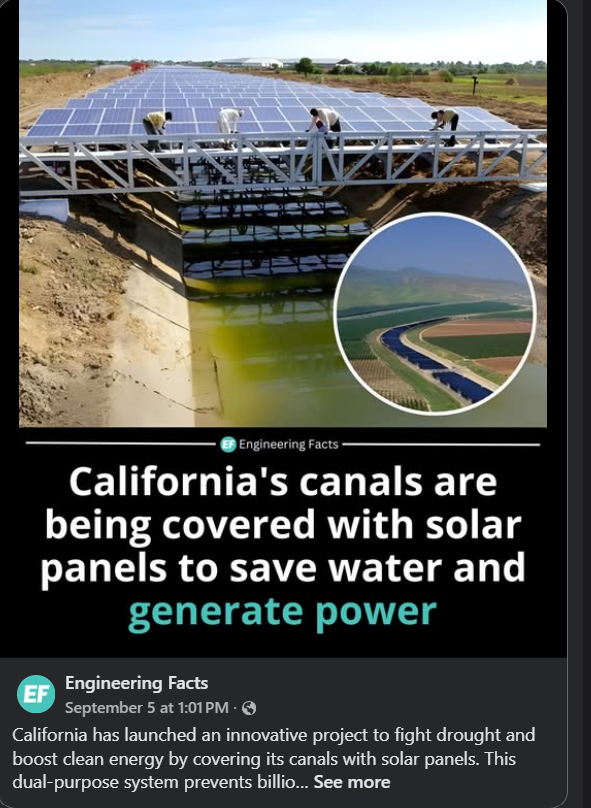 EF Engineering Facts
California's canals are
being covered with solar
panels to save water and
generate power
EF
Engineering Facts
September 5 at 1:01 PM ·
California has launched an innovative project to fight drought and
boost clean energy by covering its canals with solar panels. This
dual-purpose system prevents billio... See more